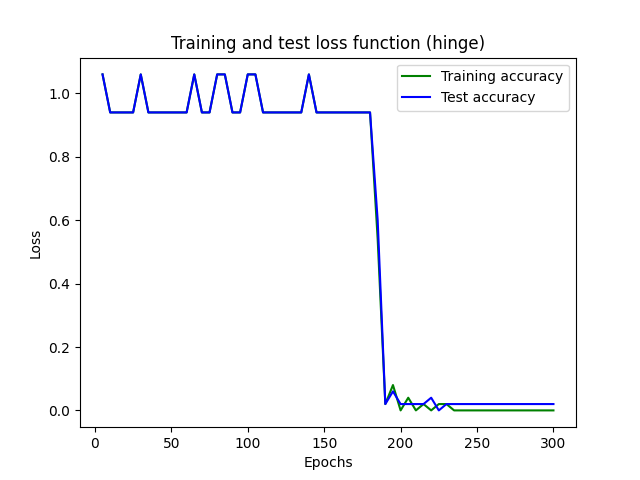 Training and test loss function (hinge)
Training accuracy
Test accuracy
1.0
0.8
0.6
0.4
0.2
0.0
Loss
0
50
100
150
200
250
300
Epochs